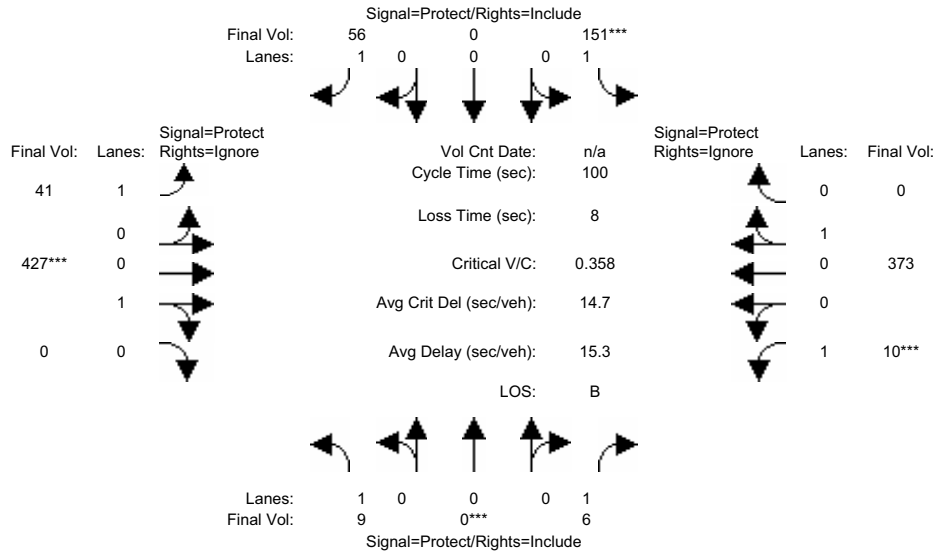 Signal=Protect/Rights=Include
Final Vol: 56 0 151***
Lanes: 1 0 0 0 1
Signal=Protect Signal=Protect
Final Vol: Lanes: Rights=Ignore Vol Cnt Date: n/a Rights=Ignore Lanes: Final Vol:
Cycle Time (sec): 100
41 1 0 0
Loss Time (sec): 8
0 1
427*** 0 Critical V/C: 0.358 0 373
1 Avg Crit Del (sec/veh): 14.7 0
0 0 Avg Delay (sec/veh): 15.3 1 10***
LOS: B
Lanes: 1 0 0 0 1
Final Vol: 9 0*** 6
Signal=Protect/Rights=Include